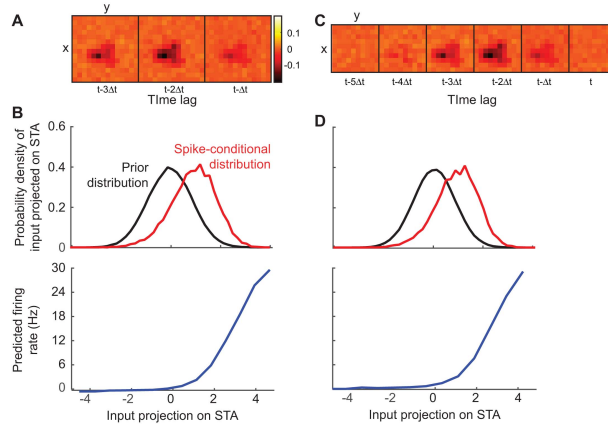 A
y
x
0.1
0
-0.1
t-3Δt
t-2Δt
t-Δt
TIme lag
C
y
x
t-5Δt
t-4Δt
t-3Δt
t-2Δt
t-Δt
t
TIme lag
B
Probability density of
input projected on STA
0.6
0.4
0.2
0
Prior
distribution
Spike-conditional
distribution
D
Predicted firing
rate (Hz)
30
24
18
12
6
0
-4
-2
0
2
4
Input projection on STA
-4
-2
0
2
4
Input projection on STA